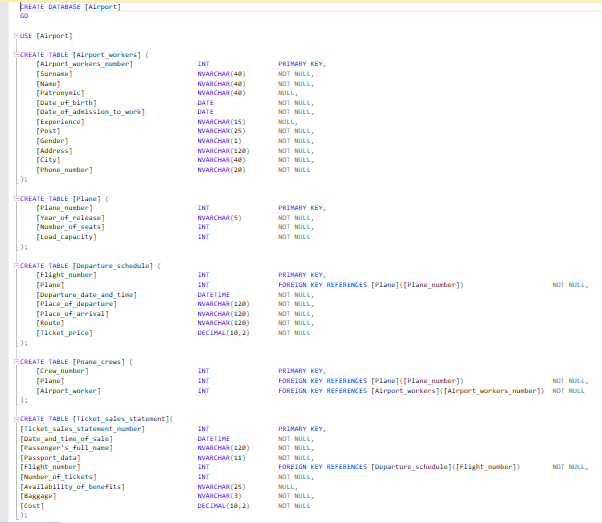 CREATE DATABASE [Airport]
GO
USE [Airport]
CREATE TABLE [Airport_workers] (
[Airport_workers_number] INT PRIMARY KEY,
[Surname] NVARCHAR(40) NOT NULL,
[Name] NVARCHAR(40) NOT NULL,
[Patronymic] NVARCHAR(40) NULL,
[Date_of_birth] DATE NOT NULL,
[Date_of_admission_to_work] DATE NOT NULL,
[Experience] NVARCHAR(15) NULL,
[Post] NVARCHAR(25) NOT NULL,
[Gender] NVARCHAR(1) NOT NULL,
[Address] NVARCHAR(120) NOT NULL,
[City] NVARCHAR(40) NOT NULL,
[Phone_number] NVARCHAR(20) NOT NULL
);
CREATE TABLE [Plane] (
[Plane_number] INT PRIMARY KEY,
[Year_of_release] NVARCHAR(5) NOT NULL,
[Number_of_seats] INT NOT NULL,
[Load_capacity] INT NOT NULL
);
CREATE TABLE [Departure_schedule] (
[Flight_number] INT PRIMARY KEY,
[Plane] INT FOREIGN KEY REFERENCES [Plane]([Plane_number]) NOT NULL,
[Departure_date_and_time] DATETIME NOT NULL,
[Place_of_departure] NVARCHAR(120) NOT NULL,
[Place_of_arrival] NVARCHAR(120) NOT NULL,
[Route] NVARCHAR(120) NOT NULL,
[Ticket_price] DECIMAL(10,2) NOT NULL
);
CREATE TABLE [Pnane_crews] (
[Crew_number] INT PRIMARY KEY,
[Plane] INT FOREIGN KEY REFERENCES [Plane]([Plane_number]) NOT NULL,
[Airport_worker] INT FOREIGN KEY REFERENCES [Airport_workers]([Airport_workers_number]) NOT NULL
);
CREATE TABLE [Ticket_sales_statement](
[Ticket_sales_statement_number] INT PRIMARY KEY,
[Date_and_time_of_sale] DATETIME NOT NULL,
[Passenger's_full_name] NVARCHAR(120) NOT NULL,
[Passport_data] NVARCHAR(11) NOT NULL,
[Flight_number] INT FOREIGN KEY REFERENCES [Departure_schedule]([Flight_number]) NOT NULL,
[Number_of_tickets] INT NOT NULL,
[Availability_of_benefits] NVARCHAR(25) NULL,
[Baggage] NVARCHAR(3) NOT NULL,
[Cost] DECIMAL(10,2) NOT NULL
);